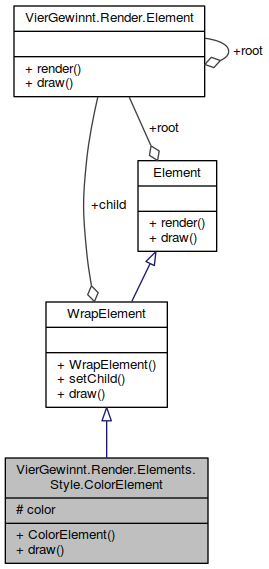 VierGewinnt.Render.Element
+ render()
+ draw()
+root
+root
Element
+ render()
+ draw()
+child
WrapElement
+ WrapElement()
+ setChild()
+ draw()
VierGewinnt.Render.Elements.
Style.ColorElement
# color
+ ColorElement()
+ draw()